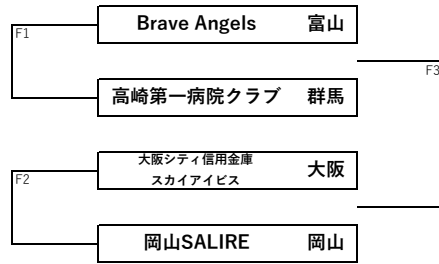 Brave Angels 富山
F1
F3
高崎第一病院クラブ 群馬
大阪シティ信用金庫
スカイアイビス 大阪
F2
岡山SALIRE 岡山